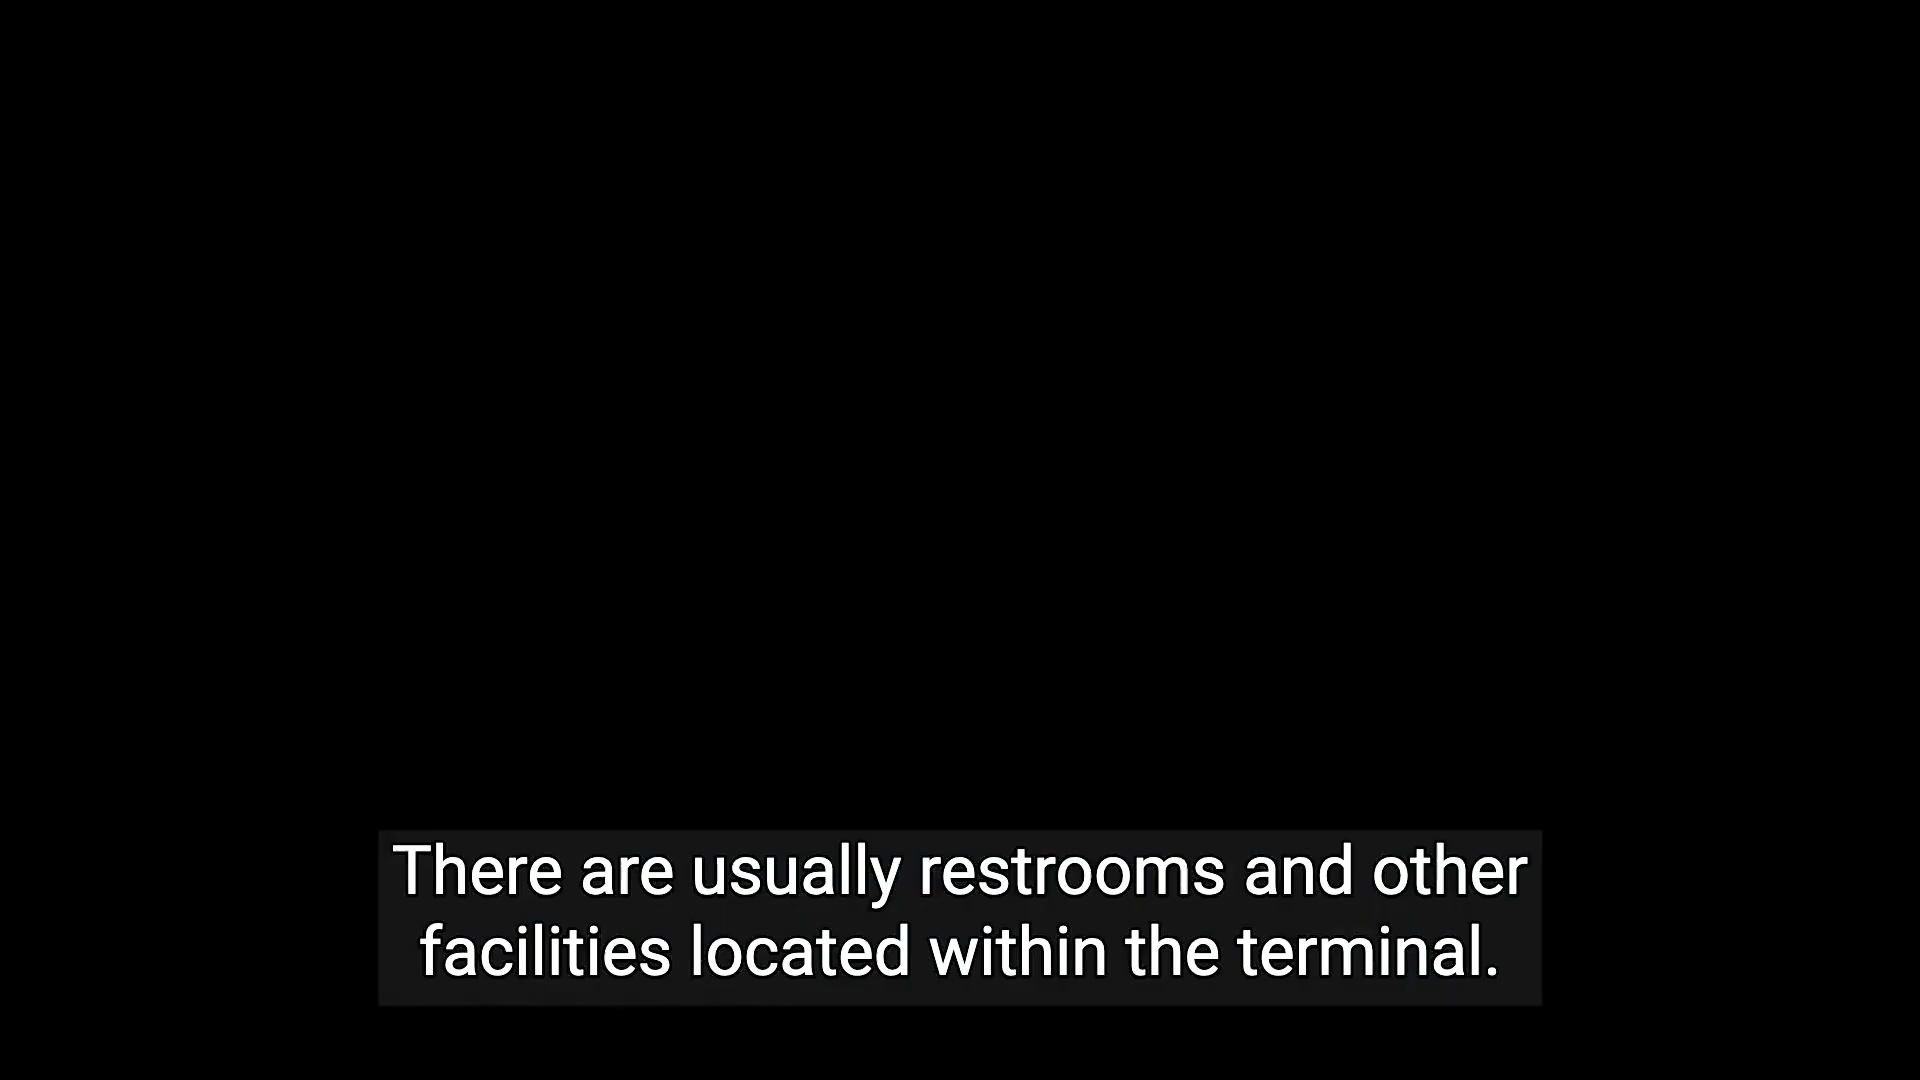 There are usually restrooms and other
facilities located within the terminal.